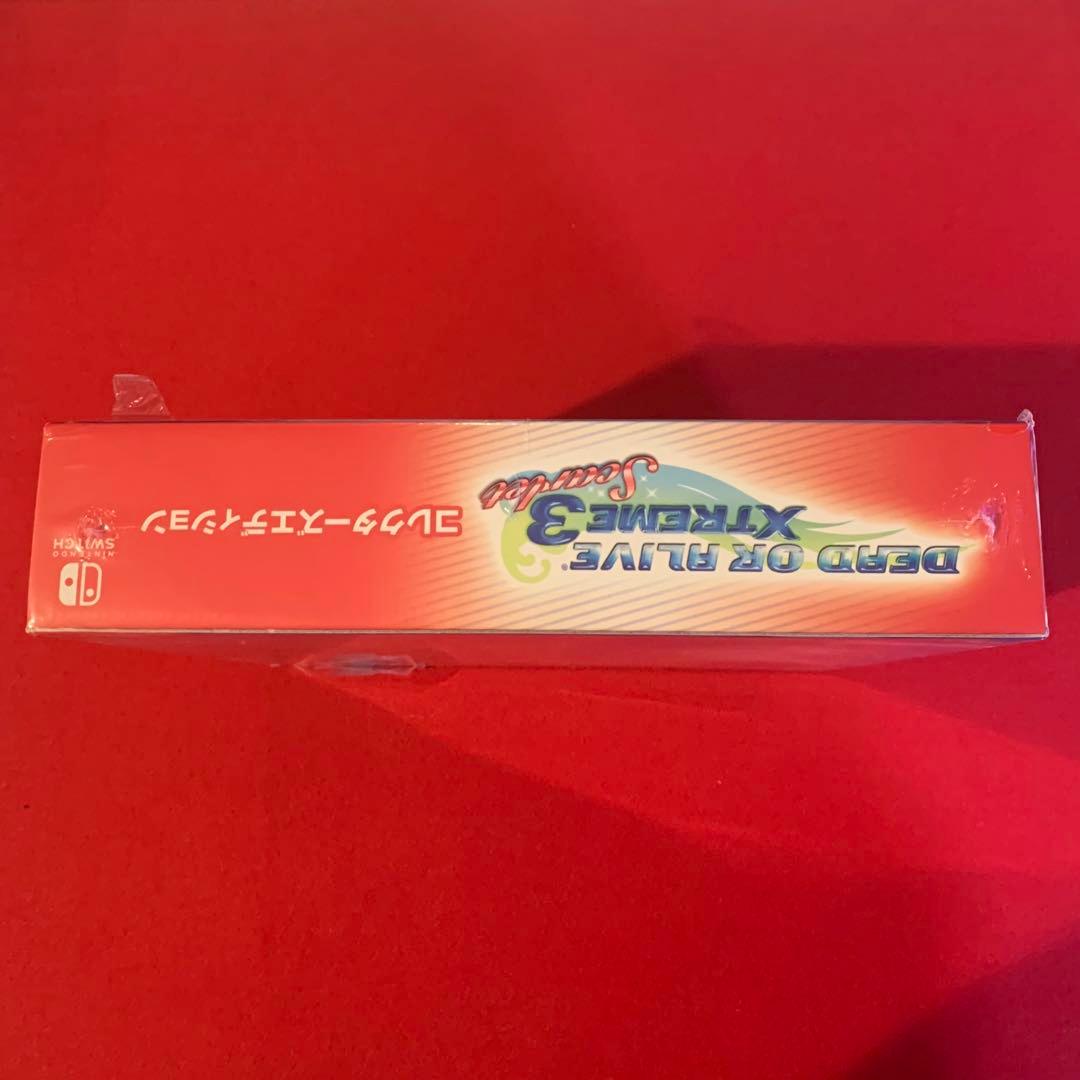 DEAD OR ALIVE
XTREME 3
Scarlet
コレクターズエディション
NINTENDO
SWITCH